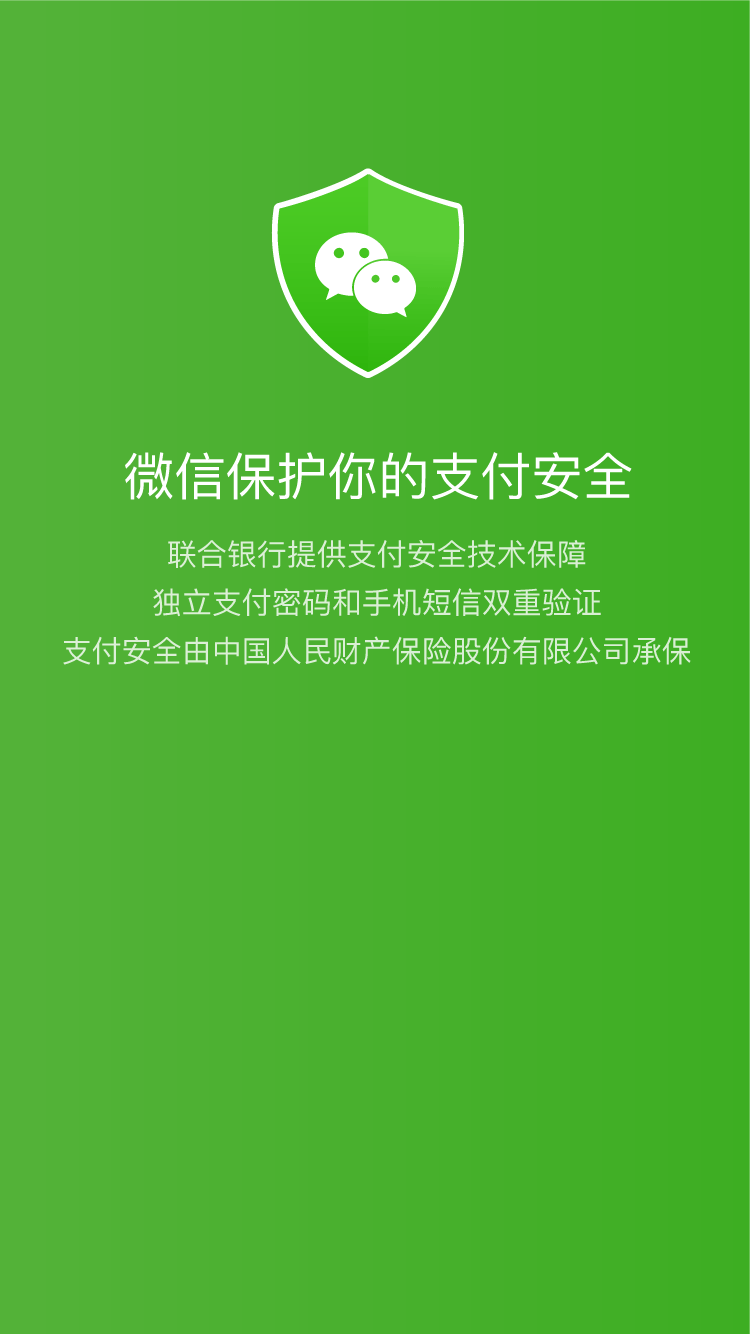 微信保护你的支付安全
联合银行提供支付安全技术保障
独立支付密码和手机短信双重验证
支付安全由中国人民财产保险股份有限公司承保